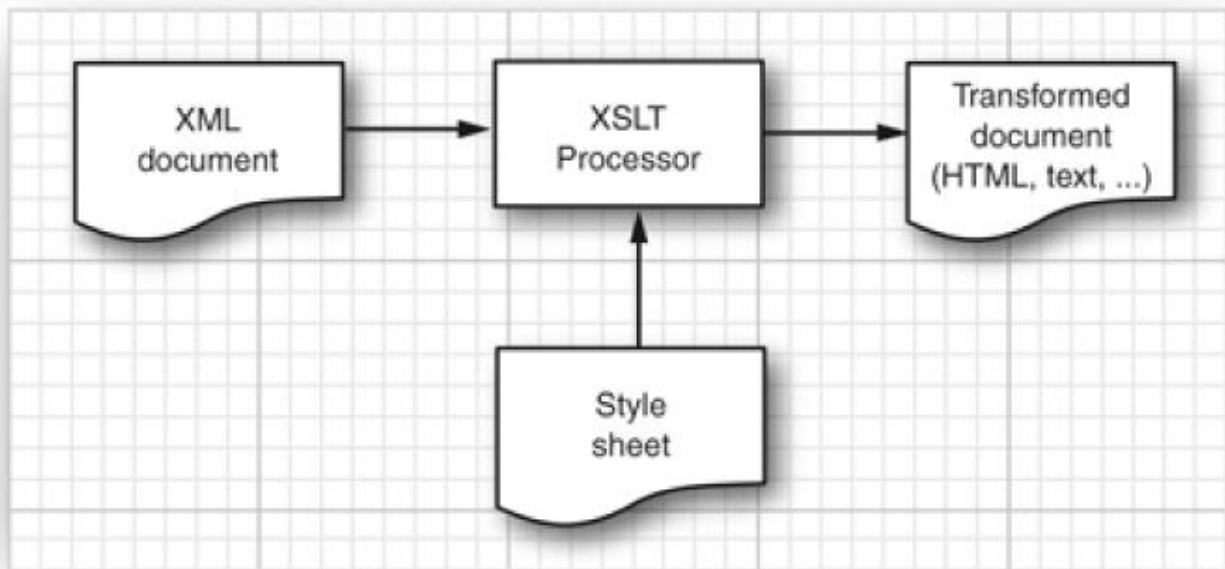 XML
document
XSLT
Processor
Transformed
document
(HTML, text, ...)
Style
sheet